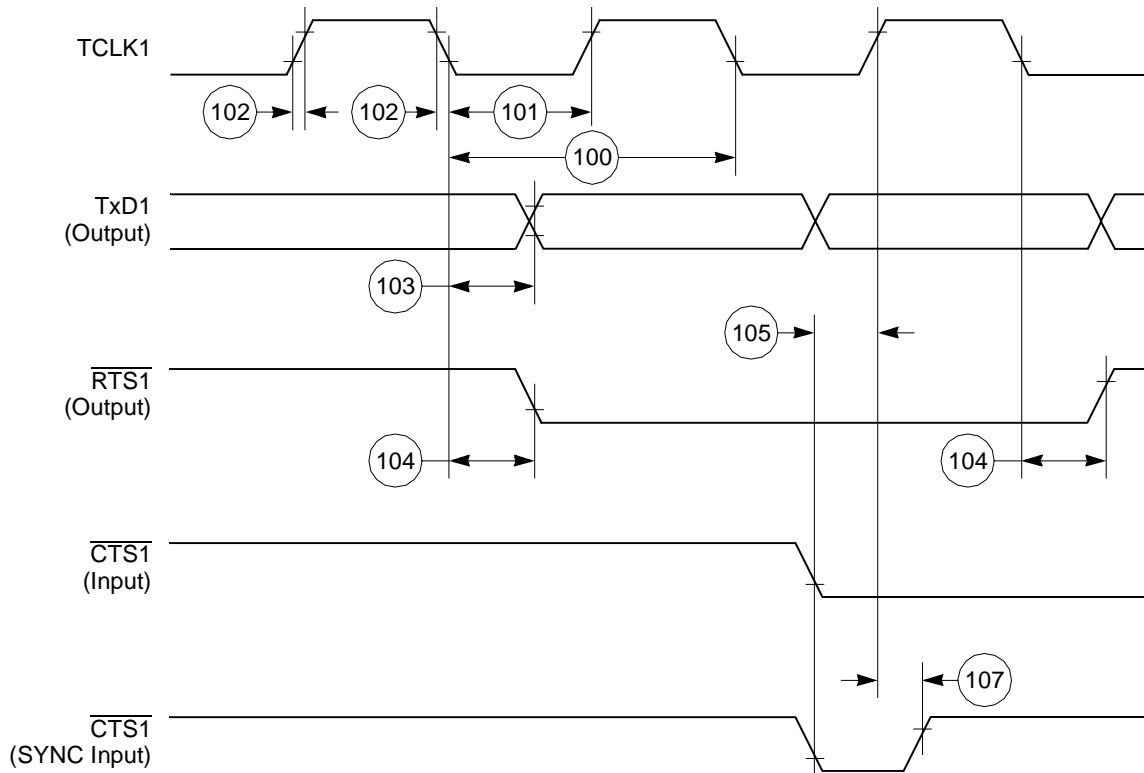 TCLK1
102
102
101
100
TxD1
(Output)
103
105
RTS1
(Output)
104
104
CTS1
(Input)
107
CTS1
(SYNC Input)